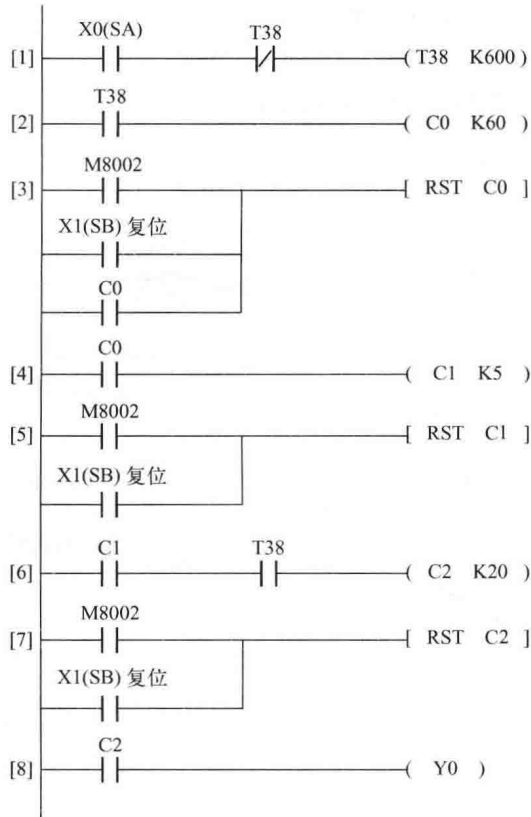 X0(SA) T38
[1] ( T38 K600 )
T38
[2] ( C0 K60 )
M8002
[3] [ RST C0 ]
X1(SB) 复位
C0
C0
[4] ( C1 K5 )
M8002
[5] [ RST C1 ]
X1(SB) 复位
C1 T38
[6] ( C2 K20 )
M8002
[7] [ RST C2 ]
X1(SB) 复位
C2
[8] ( Y0 )